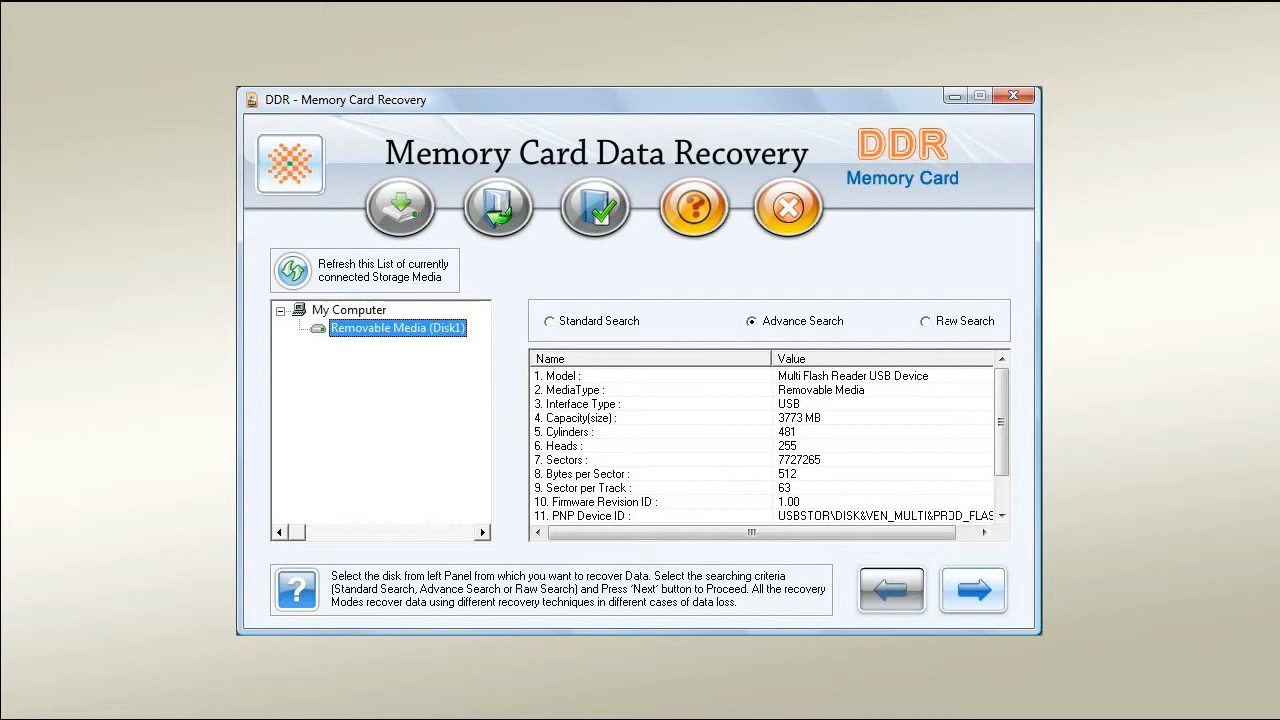 DDR - Memory Card Recovery
Memory Card Data Recovery
DDR
Memory Card
Refresh this List of currently
connected Storage Media
My Computer
Removable Media (Disk1)
Standard Search
Advance Search
Raw Search
Name Value
1. Model : Multi Flash Reader USB Device
2. MediaType : Removable Media
3. Interface Type : USB
4. Capacity(size) : 3773 MB
5. Cylinders : 481
6. Heads : 255
7. Sectors : 7727265
8. Bytes per Sector : 512
9. Sector per Track : 63
10. Firmware Revision ID : 1.00
11. PNP Device ID : USBSTOR\DISK&VEN_MULTI&PROD_FLAS
Select the disk from left Panel from which you want to recover Data. Select the searching criteria
(Standard Search, Advance Search or Raw Search) and Press 'Next' button to Proceed. All the recovery
Modes recover data using different recovery techniques in different cases of data loss.